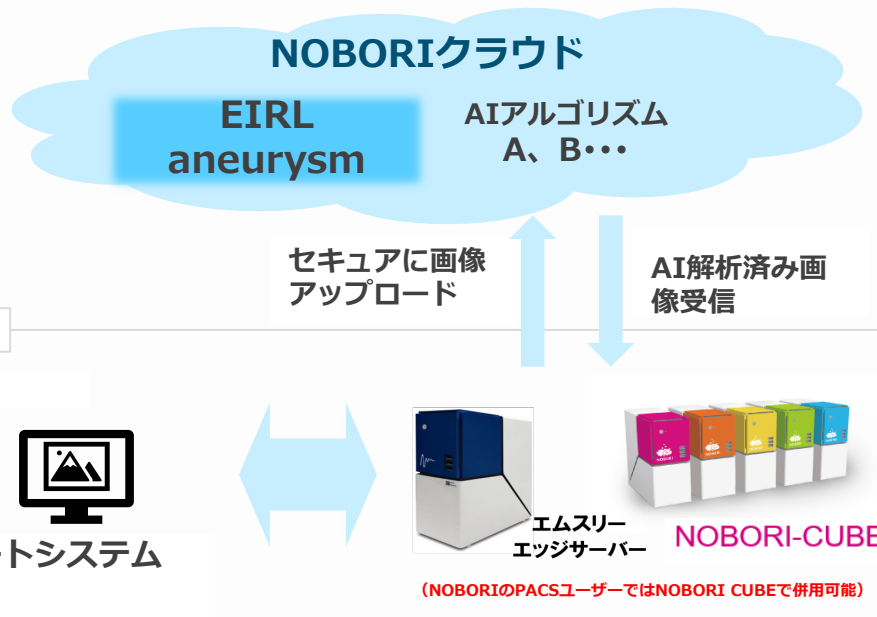 NOBORIクラウド
EIRL
aneurysm
AIアルゴリズム
A、B・・・
セキュアに画像
アップロード
AI解析済み画
像受信
トシステム
エムスリー
エッジサーバー
NOBORI-CUBE
（NOBORIのPACSユーザーではNOBORI CUBEで併用可能）